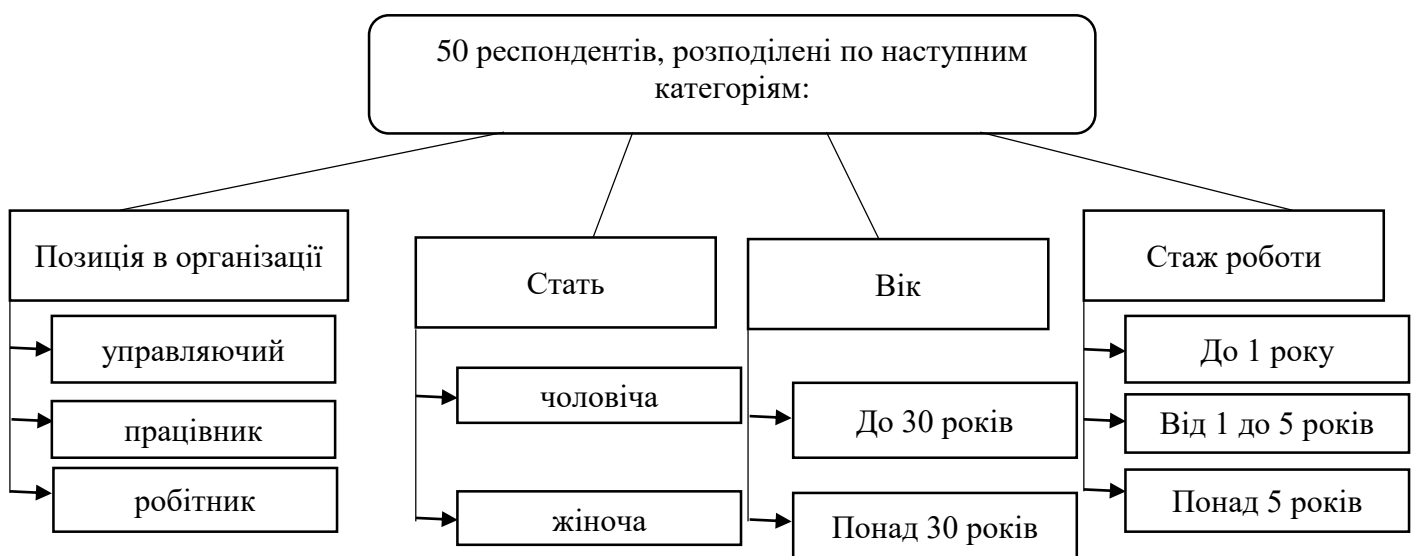 50 респондентів, розподілені по наступним
категоріям:
Позиція в організації
управляючий
працівник
робітник
Стать
чоловіча
жіноча
Вік
До 30 років
Понад 30 років
Стаж роботи
До 1 року
Від 1 до 5 років
Понад 5 років